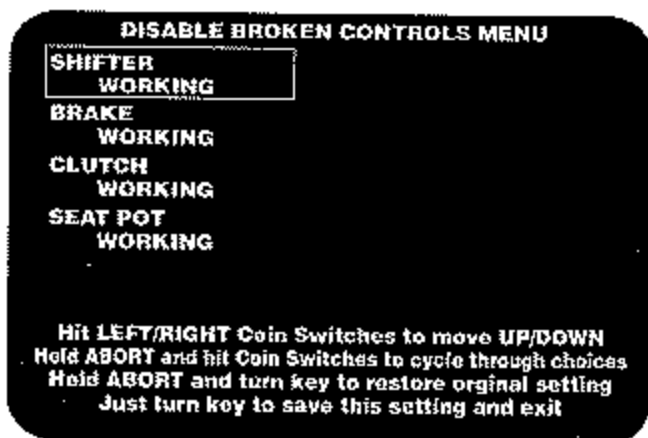 DISABLE BROKEN CONTROLS MENU
SHIFTER
WORKING
BRAKE
WORKING
CLUTCH
WORKING
SEAT POT
WORKING
Hit LEFT/RIGHT Coin Switches to move UP/DOWN
Hold ABORT and hit Coin Switches to cycle through choices
Hold ABORT and turn key to restore orginal setting
Just turn key to save this setting and exit